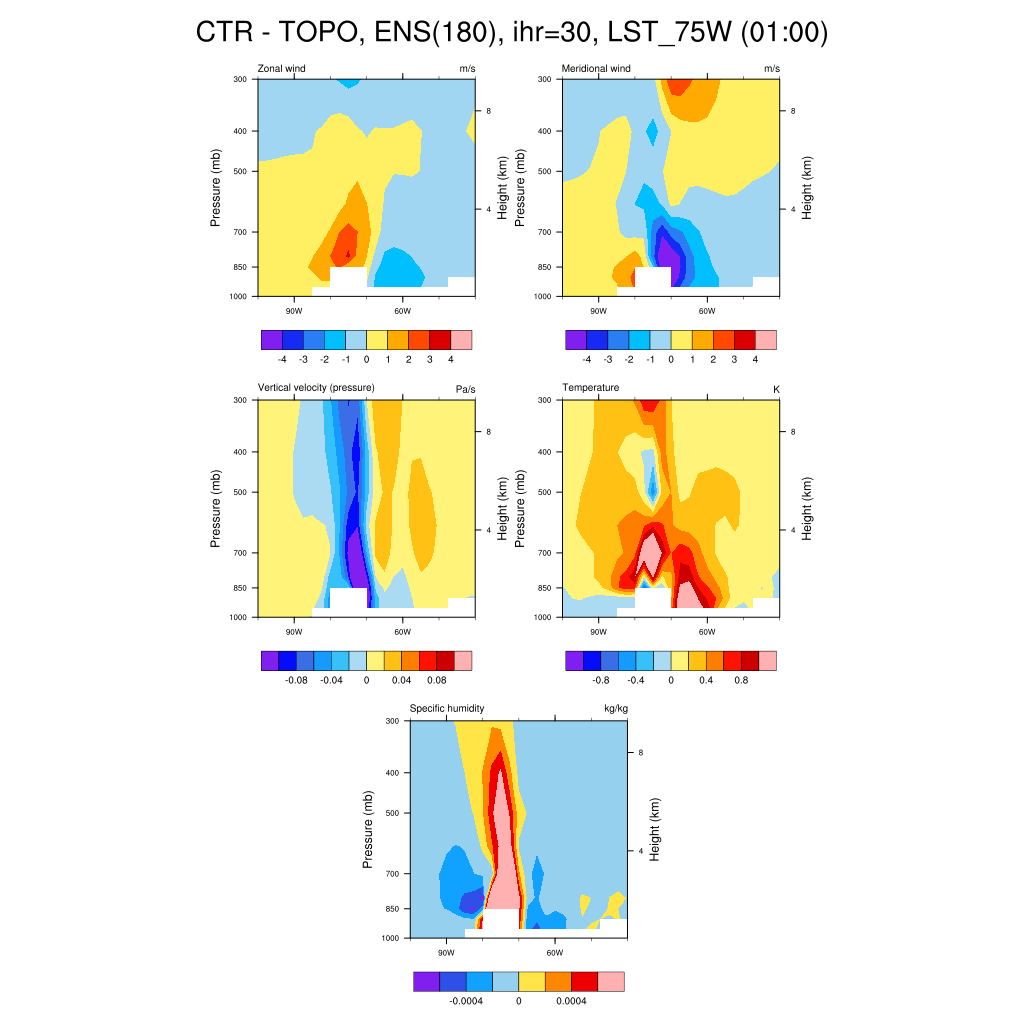 CTR - TOPO, ENS(180), ihr=30, LST_75W (01:00)
Zonal wind m/s
300
400
500
700
850
1000
Pressure (mb)
8
4
Height (km)
90W 60W
-4 -3 -2 -1 0 1 2 3 4
Meridional wind m/s
300
400
500
700
850
1000
Pressure (mb)
8
4
Height (km)
90W 60W
-4 -3 -2 -1 0 1 2 3 4
Vertical velocity (pressure) Pa/s
300
400
500
700
850
1000
Pressure (mb)
8
4
Height (km)
90W 60W
-0.08 -0.04 0 0.04 0.08
Temperature K
300
400
500
700
850
1000
Pressure (mb)
8
4
Height (km)
90W 60W
-0.8 -0.4 0 0.4 0.8
Specific humidity kg/kg
300
400
500
700
850
1000
Pressure (mb)
8
4
Height (km)
90W 60W
-0.0004 0 0.0004